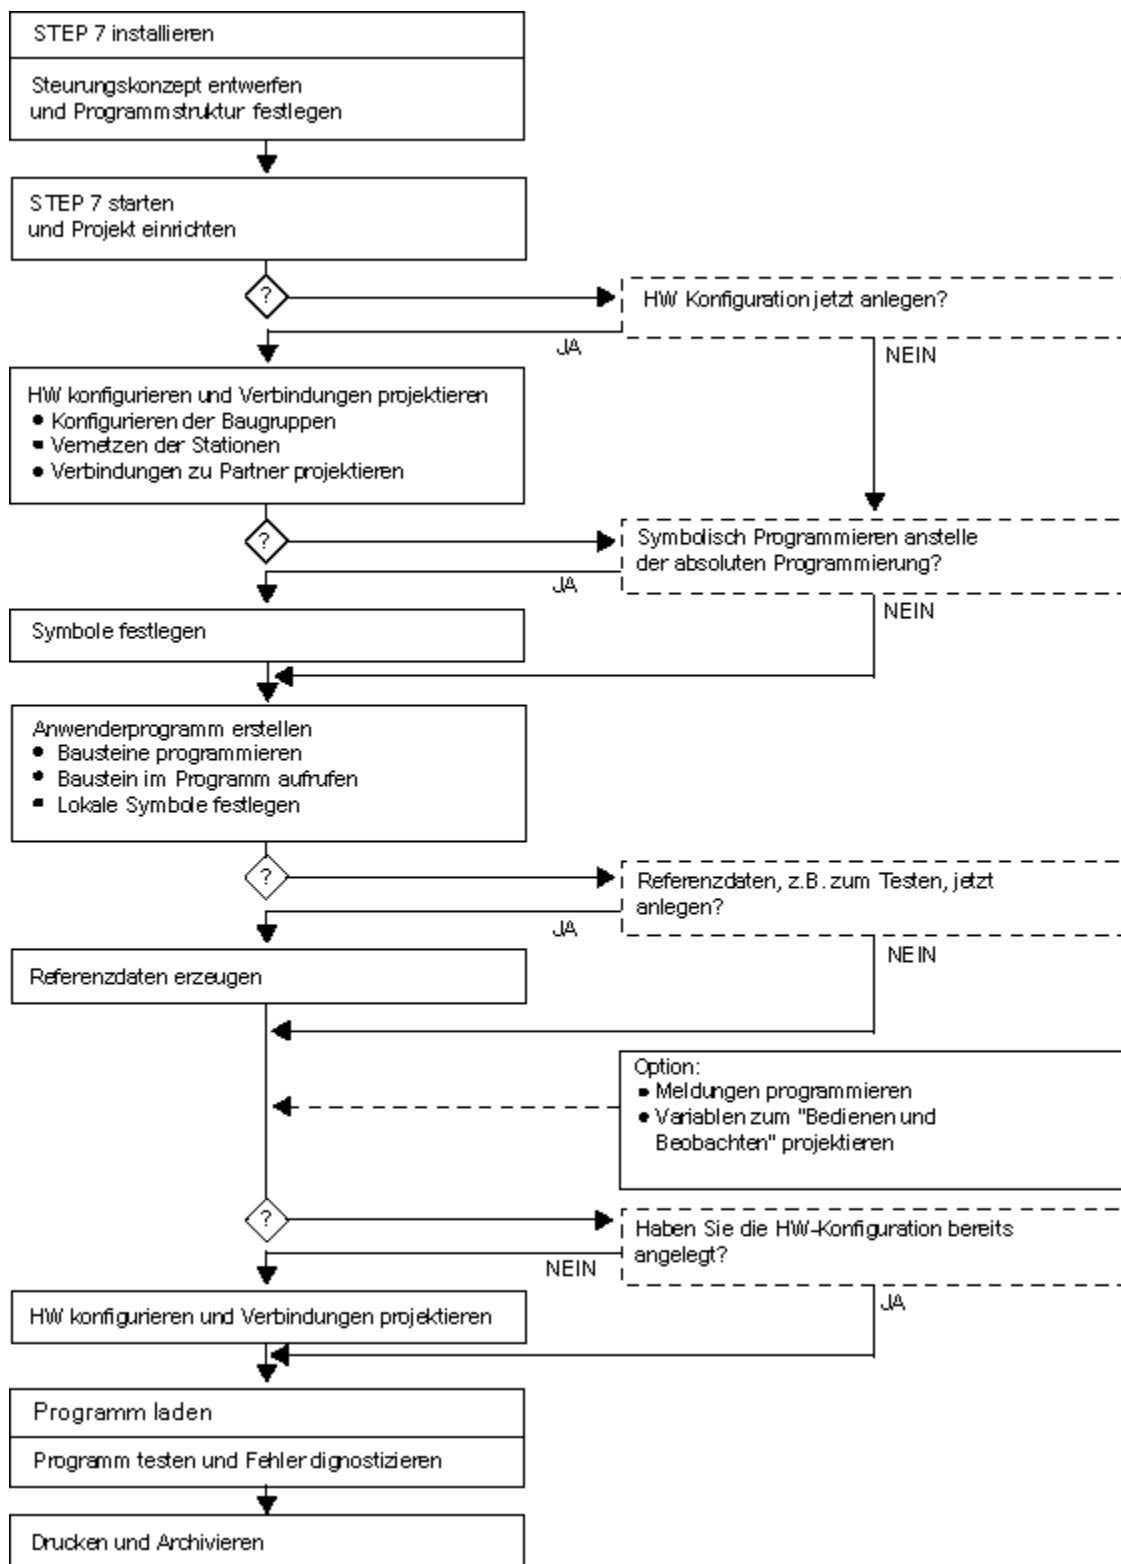 STEP 7 installieren
Steurungskonzept entwerfen
und Programmstruktur festlegen
STEP 7 starten
und Projekt einrichten
?
HW Konfiguration jetzt anlegen?
JA
NEIN
HW konfigurieren und Verbindungen projektieren
• Konfigurieren der Baugruppen
▪ Vernetzen der Stationen
• Verbindungen zu Partner projektieren
?
Symbolisch Programmieren anstelle
der absoluten Programmierung?
JA
NEIN
Symbole festlegen
Anwenderprogramm erstellen
• Bausteine programmieren
• Baustein im Programm aufrufen
▪ Lokale Symbole festlegen
?
Referenzdaten, z.B. zum Testen, jetzt
anlegen?
JA
NEIN
Referenzdaten erzeugen
Option:
• Meldungen programmieren
• Variablen zum "Bedienen und
Beobachten" projektieren
?
Haben Sie die HW-Konfiguration bereits
angelegt?
NEIN
JA
HW konfigurieren und Verbindungen projektieren
Programm laden
Programm testen und Fehler dignostizieren
Drucken und Archivieren